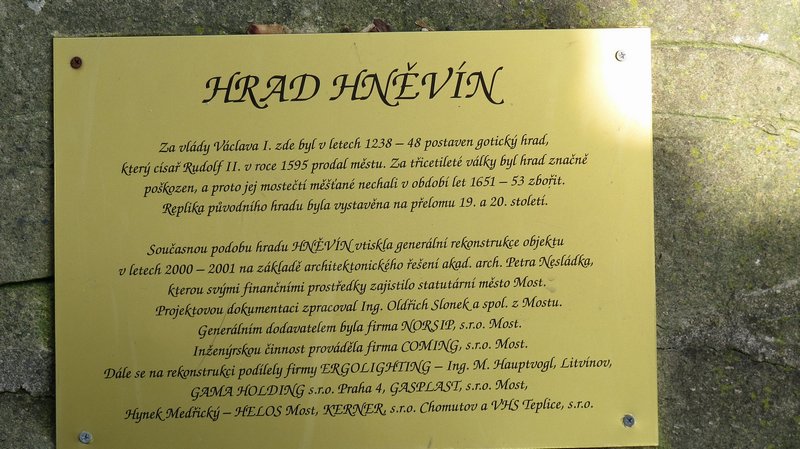 HRAD HNĚVÍN
Za vlády Václava I. zde byl v letech 1238 – 48 postaven gotický hrad,
který císař Rudolf II. v roce 1595 prodal městu. Za třicetileté války byl hrad značně
poškozen, a proto jej mostečtí měšťané nechali v období let 1651 – 53 zbořit.
Replika původního hradu byla vystavěna na přelomu 19. a 20. století.
Současnou podobu hradu HNĚVÍN vtiskla generální rekonstrukce objektu
v letech 2000 – 2001 na základě architektonického řešení akad. arch. Petra Nesládka,
kterou svými finančními prostředky zajistilo statutární město Most.
Projektovou dokumentaci zpracoval Ing. Oldřich Slonek a spol. z Mostu.
Generálním dodavatelem byla firma NORSIP, s.r.o. Most.
Inženýrskou činnost prováděla firma COMING, s.r.o. Most.
Dále se na rekonstrukci podílely firmy ERGOLIGHTING – Ing. M. Hauptvogl, Litvínov,
GAMA HOLDING s.r.o. Praha 4, GASPLAST, s.r.o. Most,
Hynek Medřický – HELOS Most, KERNER, s.r.o. Chomutov a VHS Teplice, s.r.o.